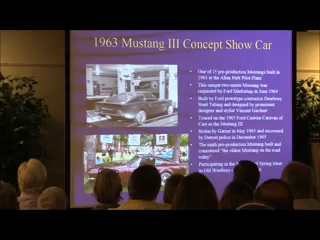 1963 Mustang III Concept Show Car
• One of 15 pre-production Mustangs built in
1963 at the Allen Park Pilot Plant
• This unique two-seater Mustang was
requested by Ford Marketing in June 1964
• Built by Ford prototype contractor Dearborn
Steel Tubing and designed by prominent
designer and stylist Vincent Gardner
• Toured on the 1965 Ford Custom Caravan of
Cars as the Mustang III
• Stolen by Garner in May 1965 and recovered
by Detroit police in December 1965
• The ninth pre-production Mustang built and
considered "The oldest Mustang on the road
today"
• Participating in the Spring Meet
in Old Westbury